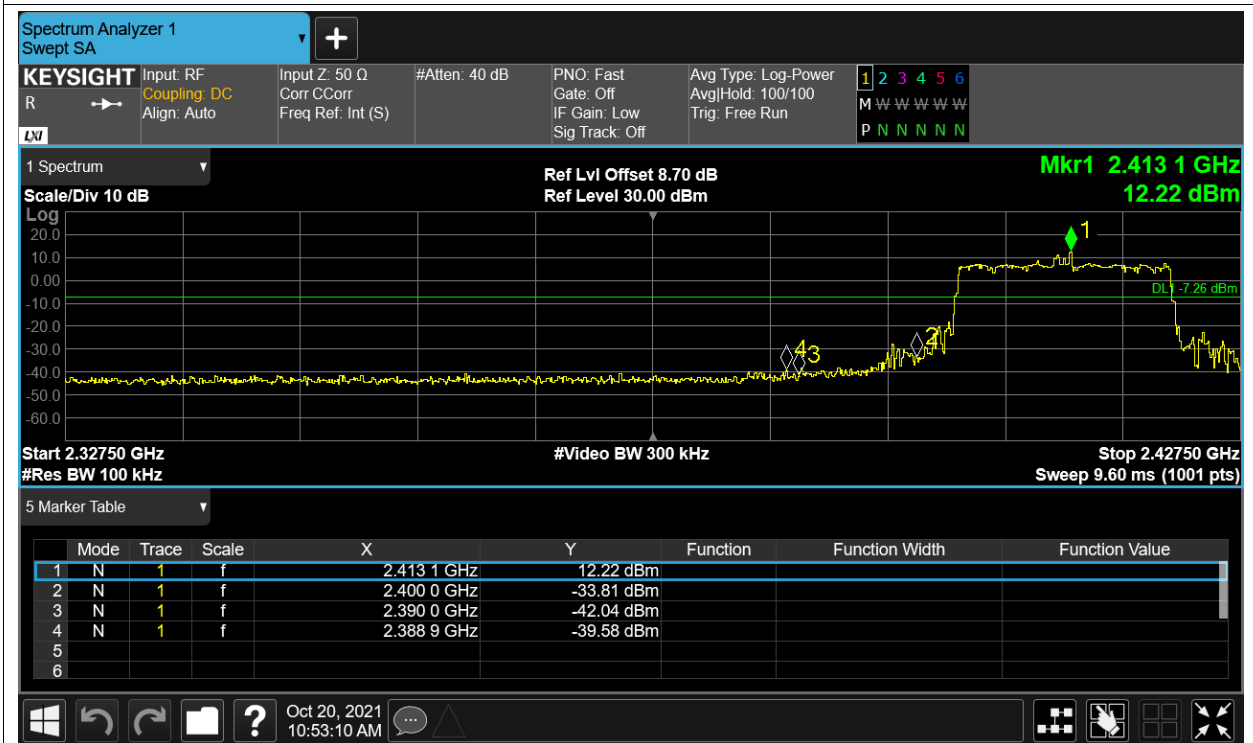 Spectrum Analyzer 1
Swept SA
▼
+
KEYSIGHT
R
LXI
Input: RF
Coupling: DC
Align: Auto
Input Z: 50 Ω
Corr CCorr
Freq Ref: Int (S)
#Atten: 40 dB
PNO: Fast
Gate: Off
IF Gain: Low
Sig Track: Off
Avg Type: Log-Power
Avg|Hold: 100/100
Trig: Free Run
1 2 3 4 5 6
M W W W W W
P N N N N N
1 Spectrum
Scale/Div 10 dB
Ref Lvl Offset 8.70 dB
Ref Level 30.00 dBm
Mkr1 2.413 1 GHz
12.22 dBm
Log
20.0
10.0
0.00
-10.0
-20.0
-30.0
-40.0
-50.0
-60.0
1
DL1 -7.26 dBm
2
4
3
Start 2.32750 GHz
#Video BW 300 kHz
Stop 2.42750 GHz
#Res BW 100 kHz
Sweep 9.60 ms (1001 pts)
5 Marker Table
Mode Trace Scale X Y Function Function Width Function Value
1 N 1 f 2.413 1 GHz 12.22 dBm
2 N 1 f 2.400 0 GHz -33.81 dBm
3 N 1 f 2.390 0 GHz -42.04 dBm
4 N 1 f 2.388 9 GHz -39.58 dBm
5
6
?
Oct 20, 2021
10:53:10 AM